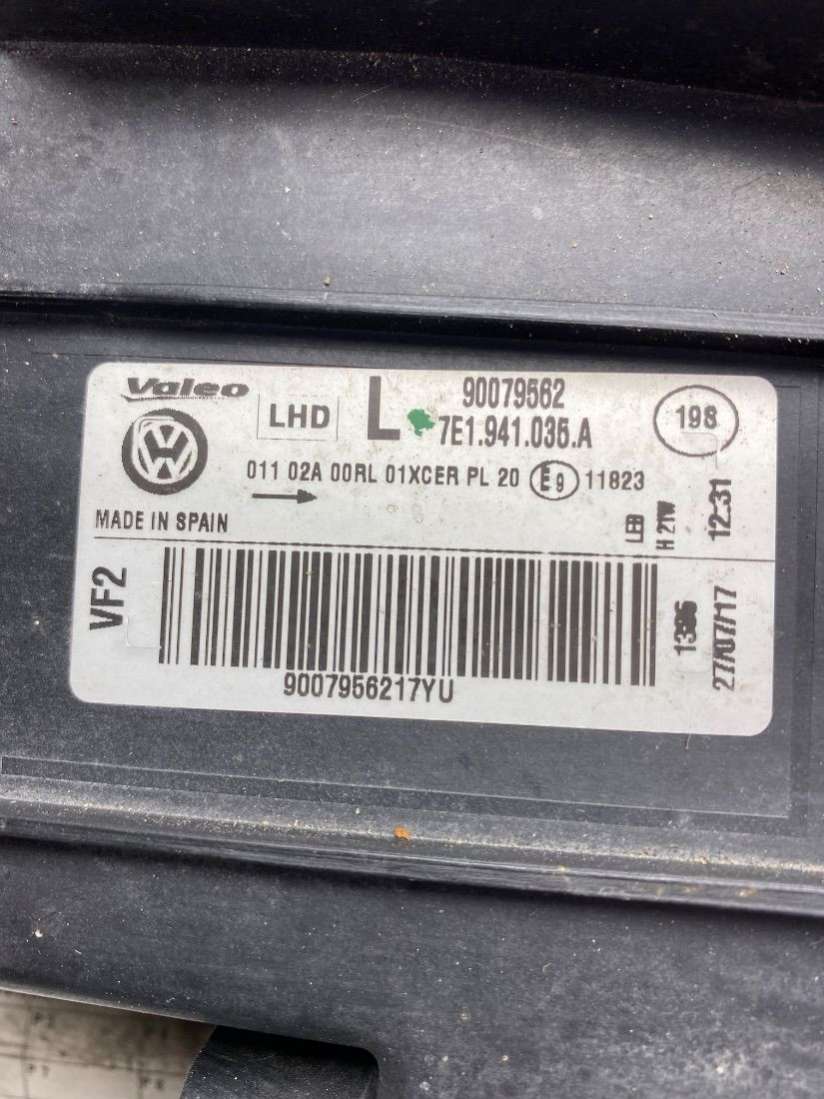 Valeo
LHD
L
90079562
7E1.941.035.A
198
011 02A 00RL 01XCER PL 20 E9 11823
MADE IN SPAIN
LED
H 21W
12:31
VF2
9007956217YU
27/07/17